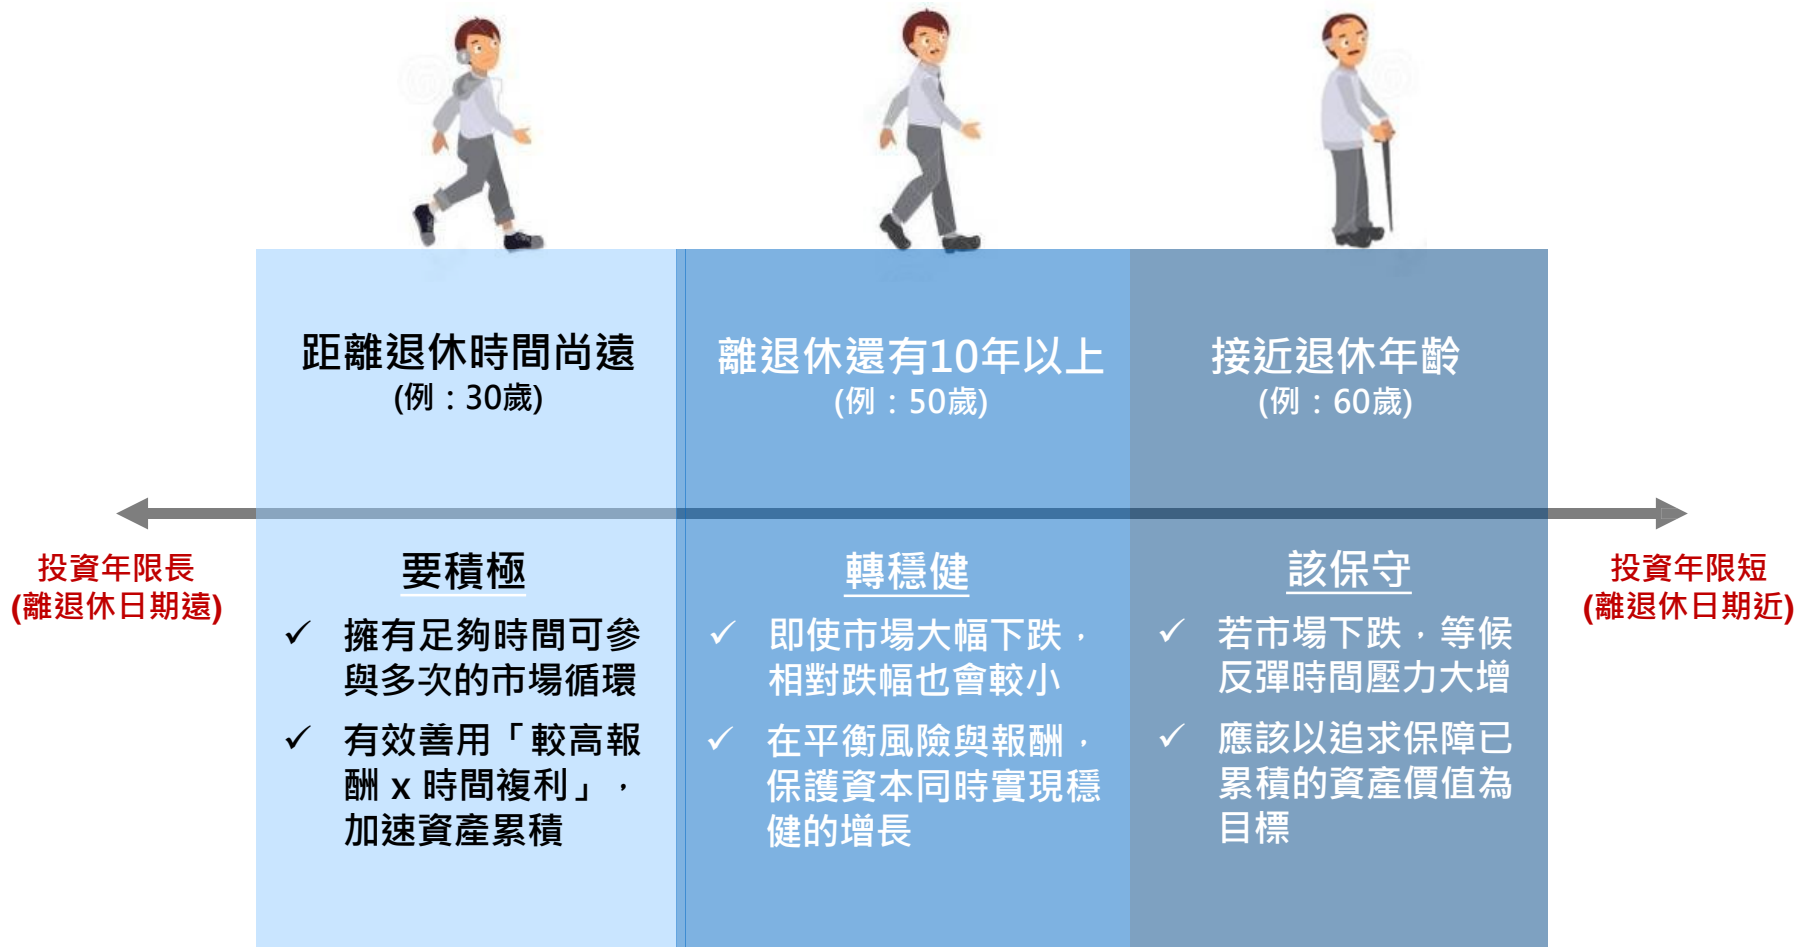 距離退休時間尚遠
(例：30歲)
離退休還有10年以上
(例：50歲)
接近退休年齡
(例：60歲)
投資年限長
(離退休日期遠)
要積極
✓ 擁有足夠時間可參
與多次的市場循環
✓ 有效善用「較高報
酬 x 時間複利」，
加速資產累積
轉穩健
✓ 即使市場大幅下跌，
相對跌幅也會較小
✓ 在平衡風險與報酬，
保護資本同時實現穩
健的增長
該保守
✓ 若市場下跌，等候
反彈時間壓力大增
✓ 應該以追求保障已
累積的資產價值為
目標
投資年限短
(離退休日期近)